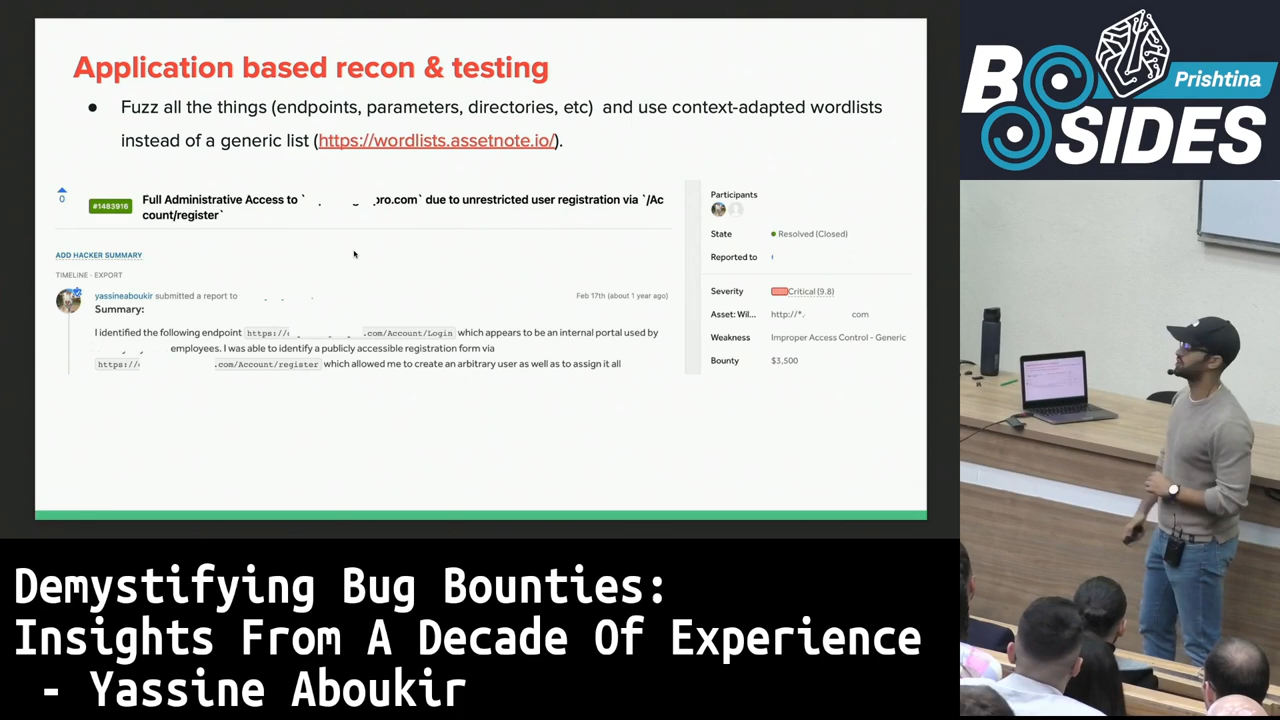 Application based recon & testing
● Fuzz all the things (endpoints, parameters, directories, etc) and use context-adapted wordlists
instead of a generic list (https://wordlists.assetnote.io/).
0
#1483916
Full Administrative Access to ` pro.com` due to unrestricted user registration via `/Ac
count/register`
ADD HACKER SUMMARY
TIMELINE · EXPORT
yassineaboukir submitted a report to
Feb 17th (about 1 year ago)
Summary:
I identified the following endpoint https:// .com/Account/Login which appears to be an internal portal used by
employees. I was able to identify a publicly accessible registration form via
https:// .com/Account/register which allowed me to create an arbitrary user as well as to assign it all
Participants
State ● Resolved (Closed)
Reported to
Severity Critical (9.8)
Asset: Wil... http://*. com
Weakness Improper Access Control - Generic
Bounty $3,500
BSIDES
Prishtina
Demystifying Bug Bounties:
Insights From A Decade Of Experience
- Yassine Aboukir